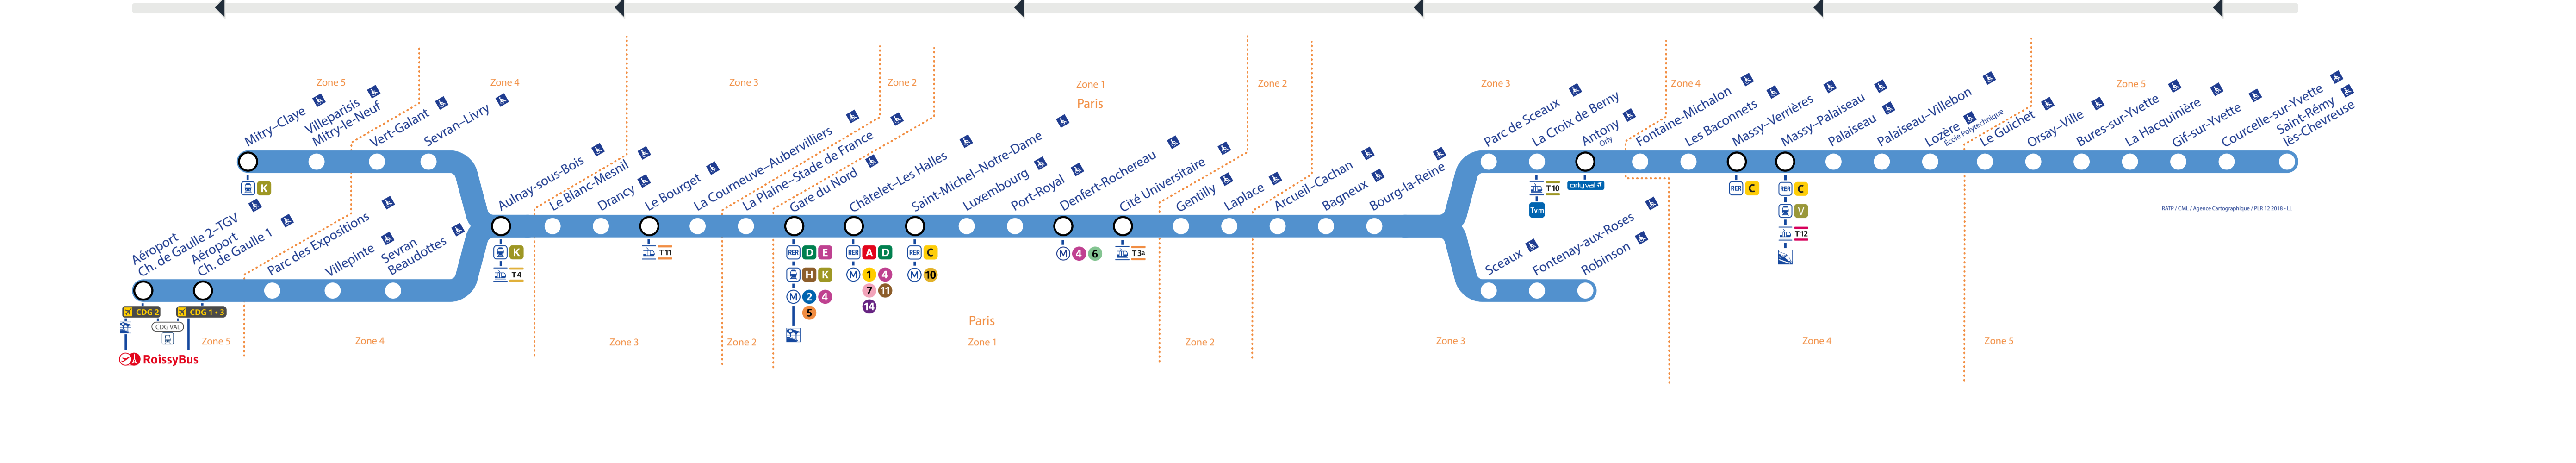 Zone 5
Zone 4
Zone 3
Zone 2
Zone 1
Paris
Zone 2
Zone 3
Zone 4
Zone 5
Mitry–Claye
Villeparisis
Mitry-le-Neuf
Vert-Galant
Sevran–Livry
K
Aéroport
Ch. de Gaulle 2–TGV
Aéroport
Ch. de Gaulle 1
Parc des Expositions
Villepinte
Sevran
Beaudottes
CDG 2
CDG 1 • 3
CDG VAL
RoissyBus
Aulnay-sous-Bois
K
T4
Le Blanc-Mesnil
Drancy
Le Bourget
T11
La Courneuve–Aubervilliers
La Plaine–Stade de France
Gare du Nord
RER D E
H K
M 2 4
5
Châtelet–Les Halles
RER A D
M 1 4
7 11
14
Saint-Michel–Notre-Dame
RER C
M 10
Luxembourg
Port-Royal
Denfert-Rochereau
M 4 6
Cité Universitaire
T3a
Gentilly
Laplace
Arcueil–Cachan
Bagneux
Bourg-la-Reine
Parc de Sceaux
La Croix de Berny
T10
Tvm
Antony
Orly
orlyval
Fontaine-Michalon
Les Baconnets
Massy–Verrières
RER C
Massy–Palaiseau
RER C
V
T12
Palaiseau
Palaiseau–Villebon
Lozère
École Polytechnique
Le Guichet
Orsay–Ville
Bures-sur-Yvette
La Hacquinière
Gif-sur-Yvette
Courcelle-sur-Yvette
Saint-Rémy
lès-Chevreuse
Sceaux
Fontenay-aux-Roses
Robinson
RATP / CML / Agence Cartographique / PLR 12 2018 - LL
Zone 5
Zone 4
Zone 3
Zone 2
Paris
Zone 1
Zone 2
Zone 3
Zone 4
Zone 5